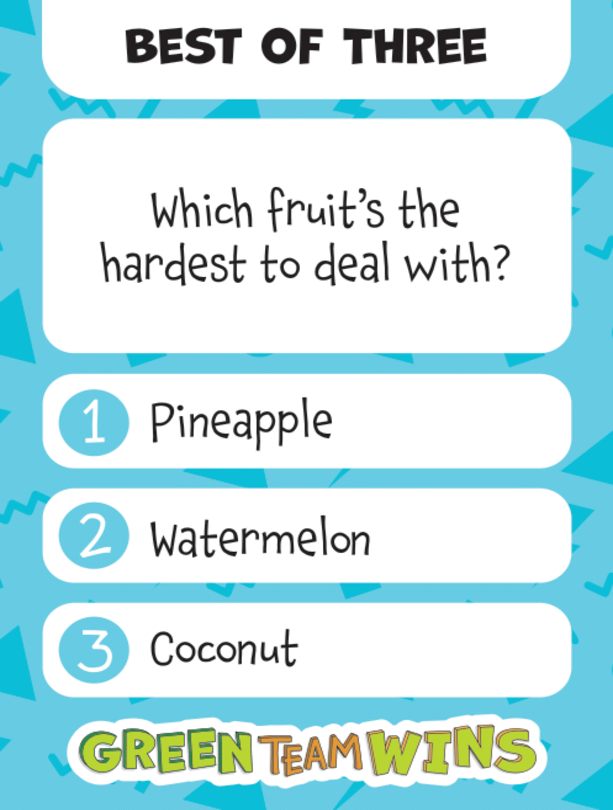 BEST OF THREE
Which fruit's the
hardest to deal with?
1 Pineapple
2 Watermelon
3 Coconut
GREEN TEAM WINS